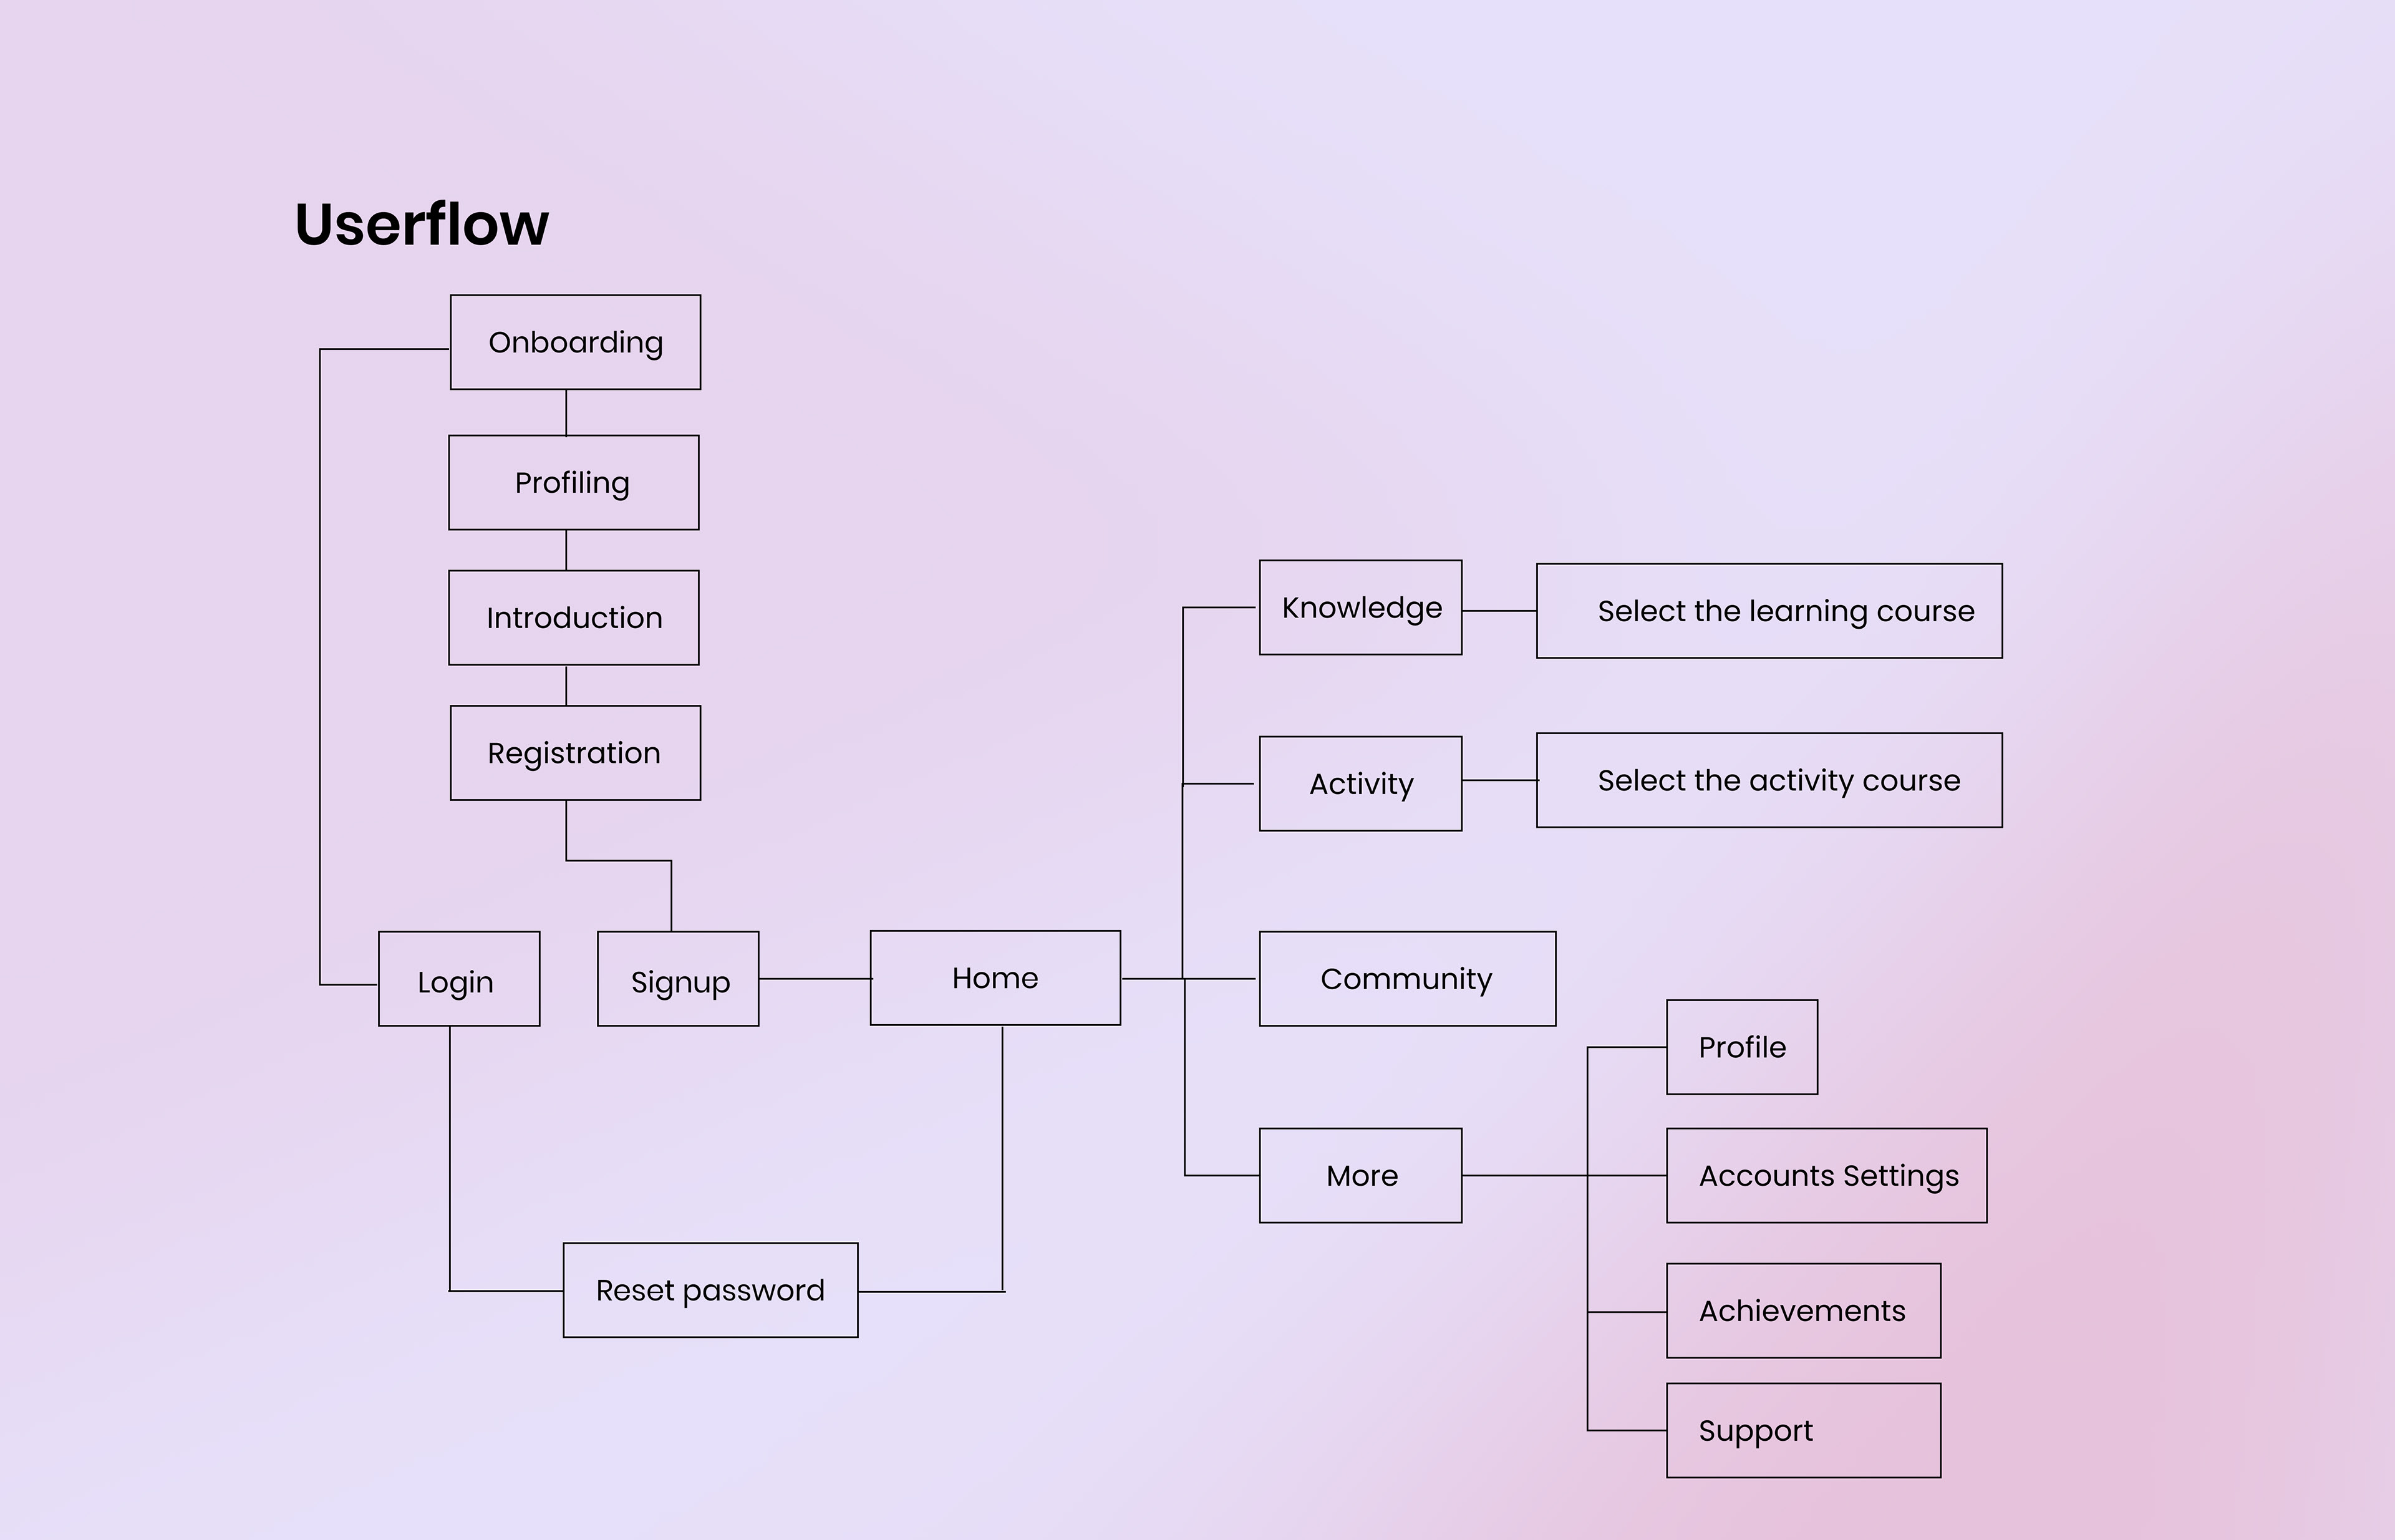 Userflow
Onboarding
Profiling
Introduction
Registration
Login
Signup
Home
Reset password
Knowledge
Select the learning course
Activity
Select the activity course
Community
More
Profile
Accounts Settings
Achievements
Support